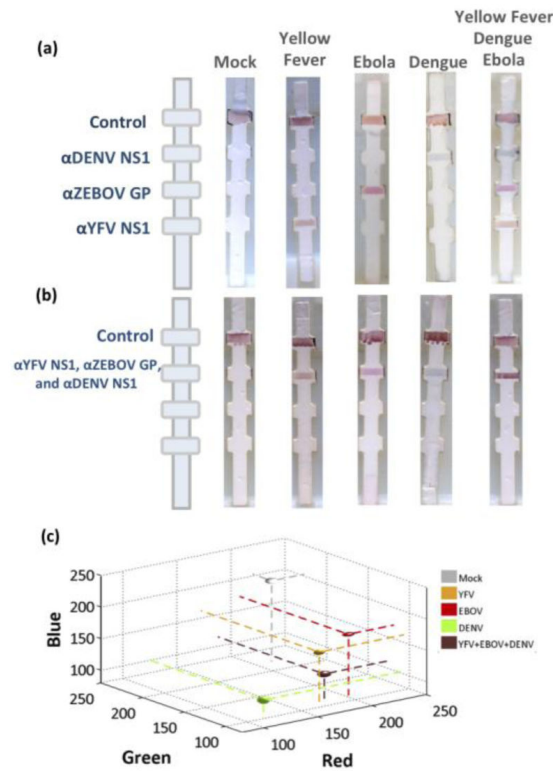 (a)
Mock
Yellow
Fever
Ebola
Dengue
Yellow Fever
Dengue
Ebola
Control
αDENV NS1
αZEBOV GP
αYFV NS1
(b)
Control
αYFV NS1, αZEBOV GP,
and αDENV NS1
(c)
250
200
150
100
Blue
250
200
150
100
Green
100
150
200
250
Red
Mock
YFV
EBOV
DENV
YFV+EBOV+DENV